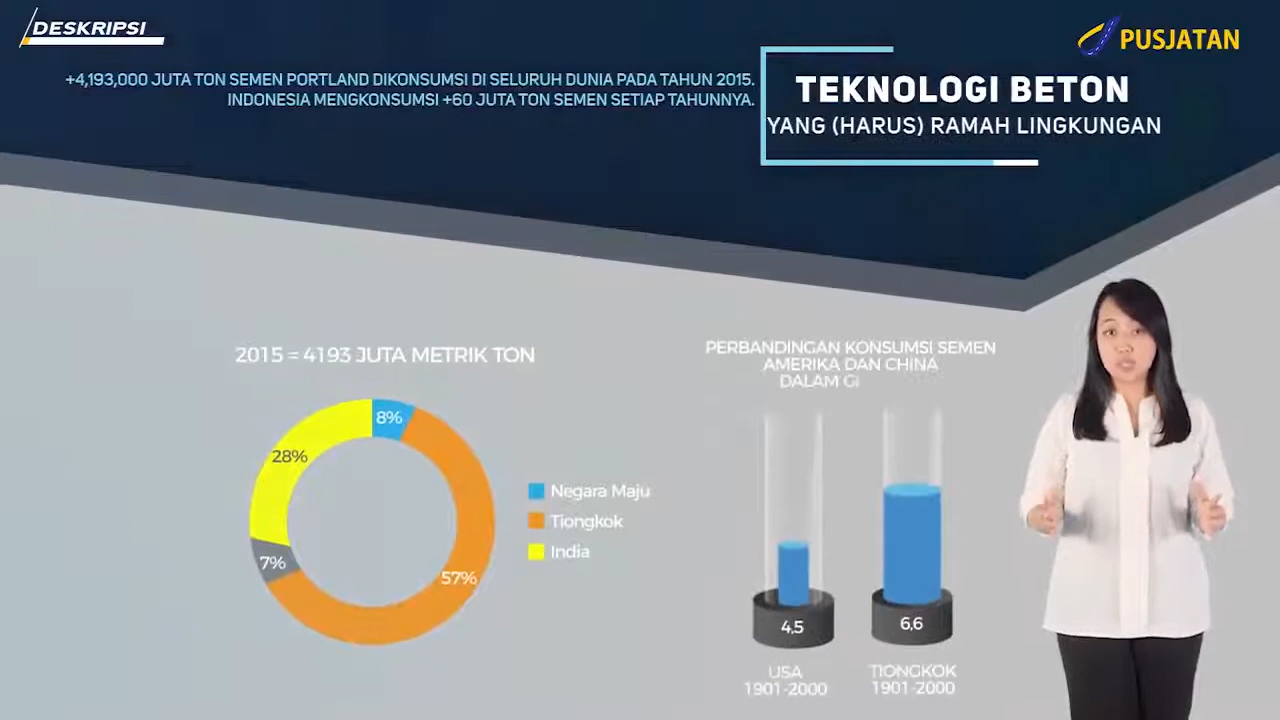 DESKRIPSI
PUSJATAN
+4,193,000 JUTA TON SEMEN PORTLAND DIKONSUMSI DI SELURUH DUNIA PADA TAHUN 2015.
INDONESIA MENGKONSUMSI +60 JUTA TON SEMEN SETIAP TAHUNNYA.
TEKNOLOGI BETON
YANG (HARUS) RAMAH LINGKUNGAN
2015 = 4193 JUTA METRIK TON
8%
28%
7%
57%
Negara Maju
Tiongkok
India
PERBANDINGAN KONSUMSI SEMEN
AMERIKA DAN CHINA
DALAM GI
4,5
6,6
USA
1901-2000
TIONGKOK
1901-2000